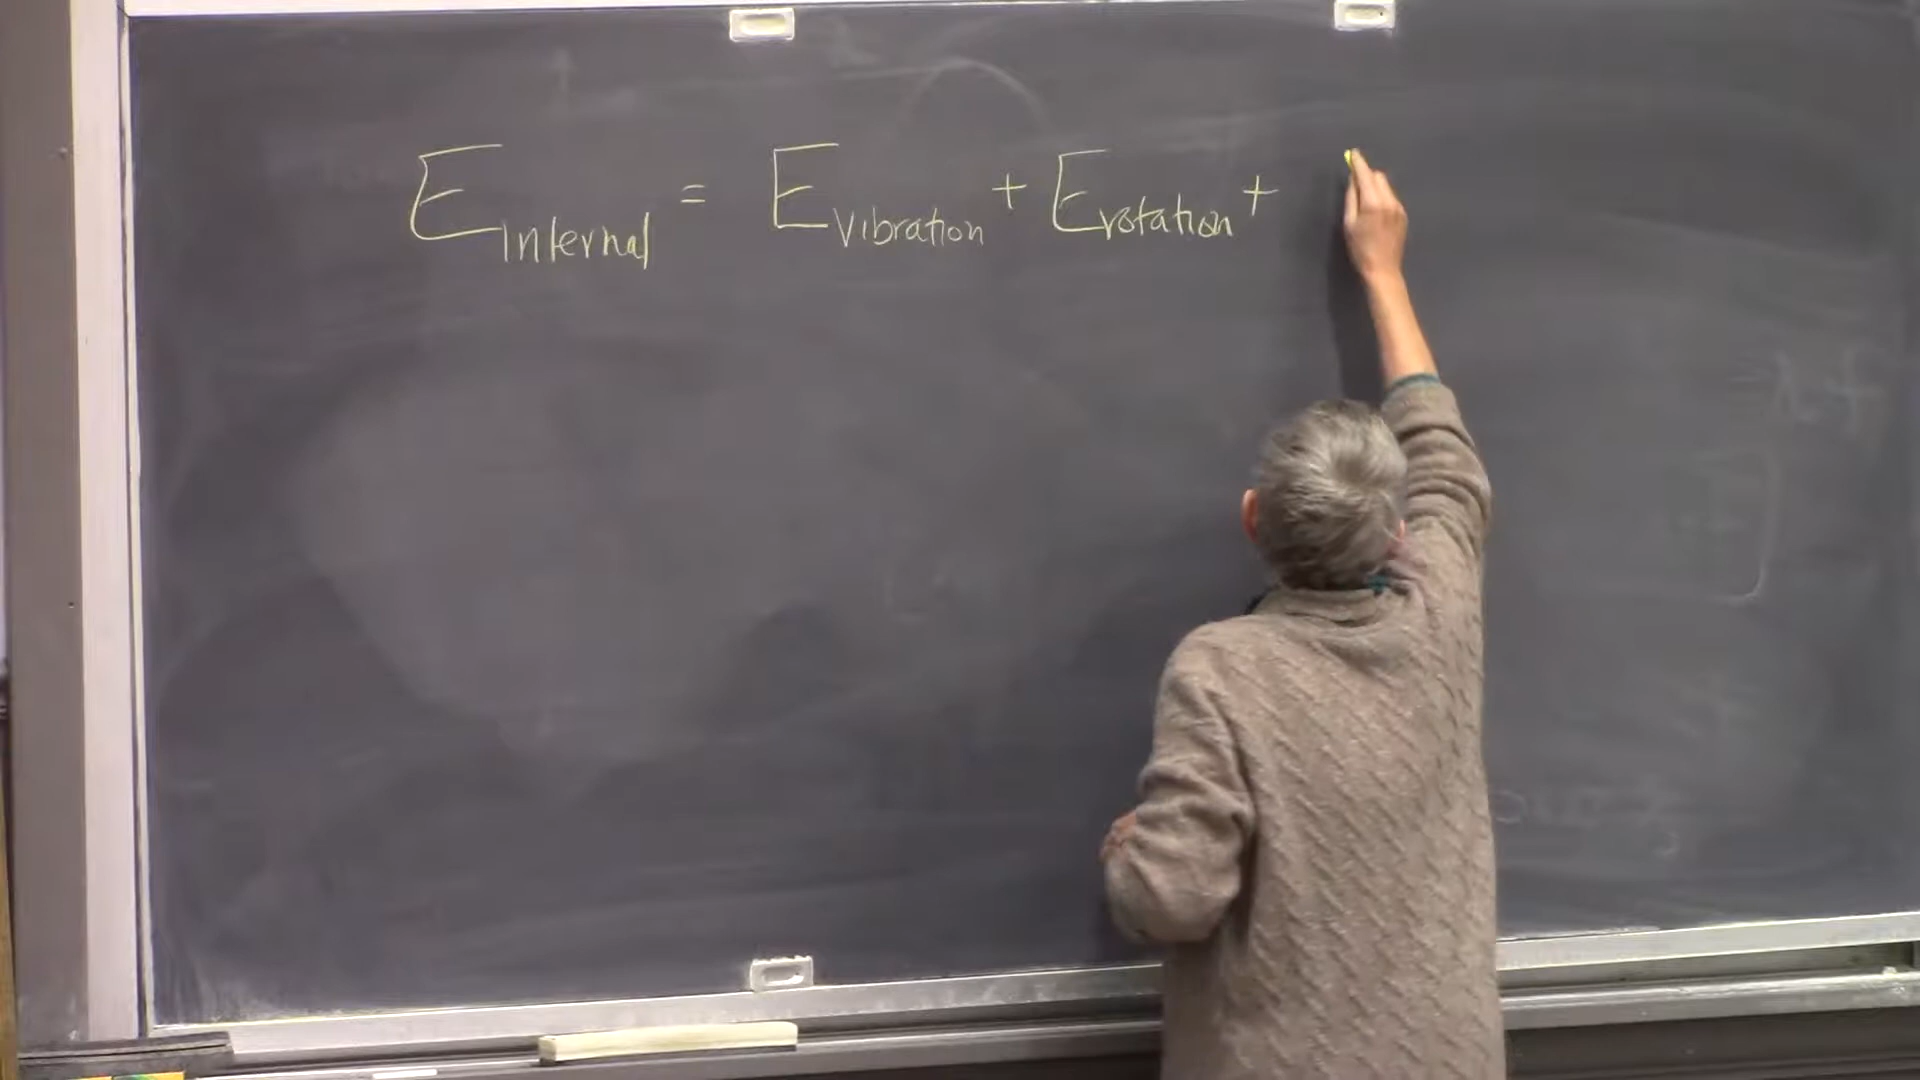 E internal = E vibration + E rotation +